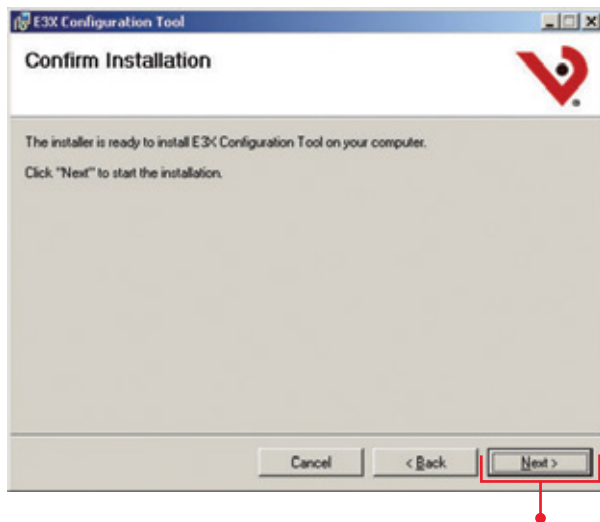 E3X Configuration Tool
Confirm Installation
The installer is ready to install E3X Configuration Tool on your computer.
Click "Next" to start the installation.
Cancel
< Back
Next >